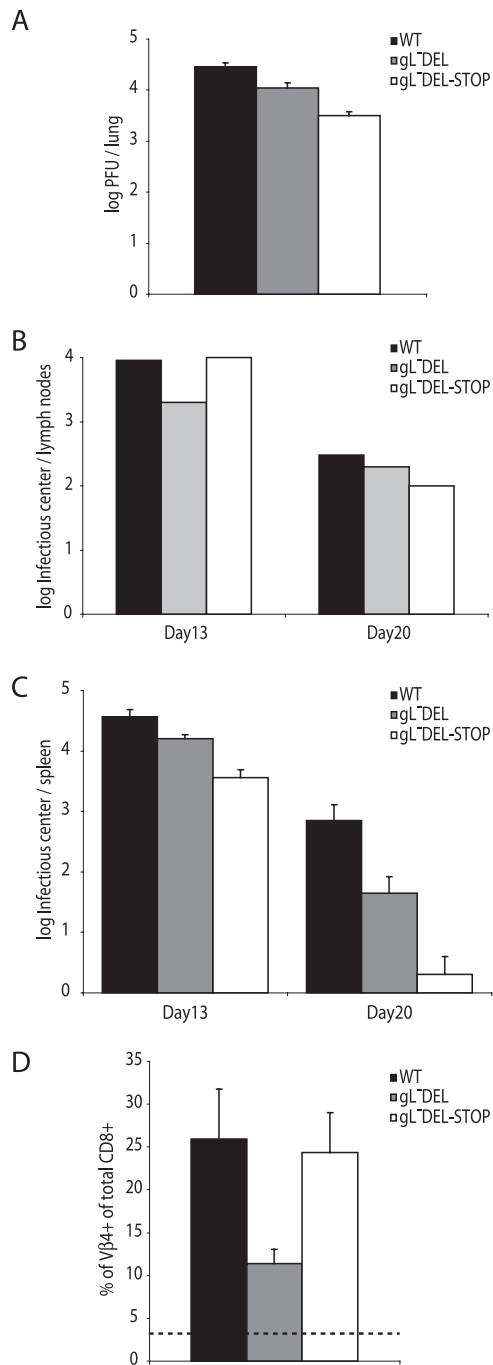 A
WT
gL⁻DEL
gL⁻DEL-STOP
log PFU / lung
5
4
3
2
1
0
B
WT
gL⁻DEL
gL⁻DEL-STOP
log Infectious center / lymph nodes
4
3
2
1
0
Day13 Day20
C
WT
gL⁻DEL
gL⁻DEL-STOP
log Infectious center / spleen
5
4
3
2
1
0
Day13 Day20
D
WT
gL⁻DEL
gL⁻DEL-STOP
% of Vβ4+ of total CD8+
35
30
25
20
15
10
5
0